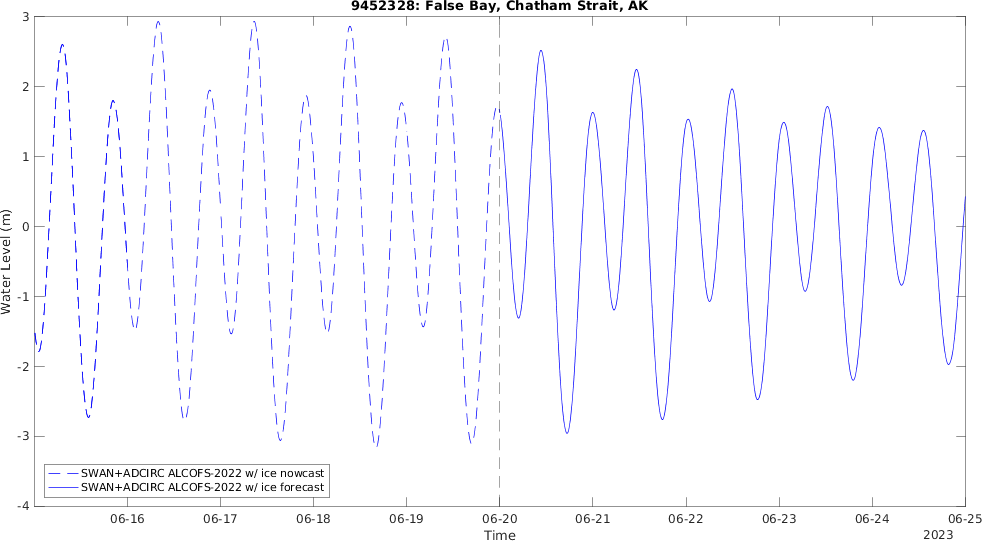 9452328: False Bay, Chatham Strait, AK
3
2
1
0
-1
-2
-3
-4
Water Level (m)
SWAN+ADCIRC ALCOFS-2022 w/ ice nowcast
SWAN+ADCIRC ALCOFS-2022 w/ ice forecast
06-16 06-17 06-18 06-19 06-20 06-21 06-22 06-23 06-24 06-25
Time
2023